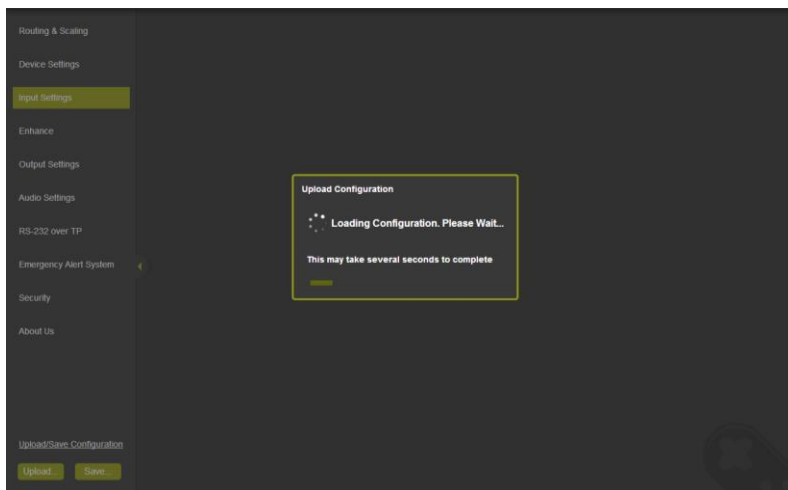 Routing & Scaling
Device Settings
Input Settings
Enhance
Output Settings
Audio Settings
RS-232 over TP
Emergency Alert System
Security
About Us
Upload/Save Configuration
Upload... Save...
Upload Configuration
Loading Configuration. Please Wait...
This may take several seconds to complete